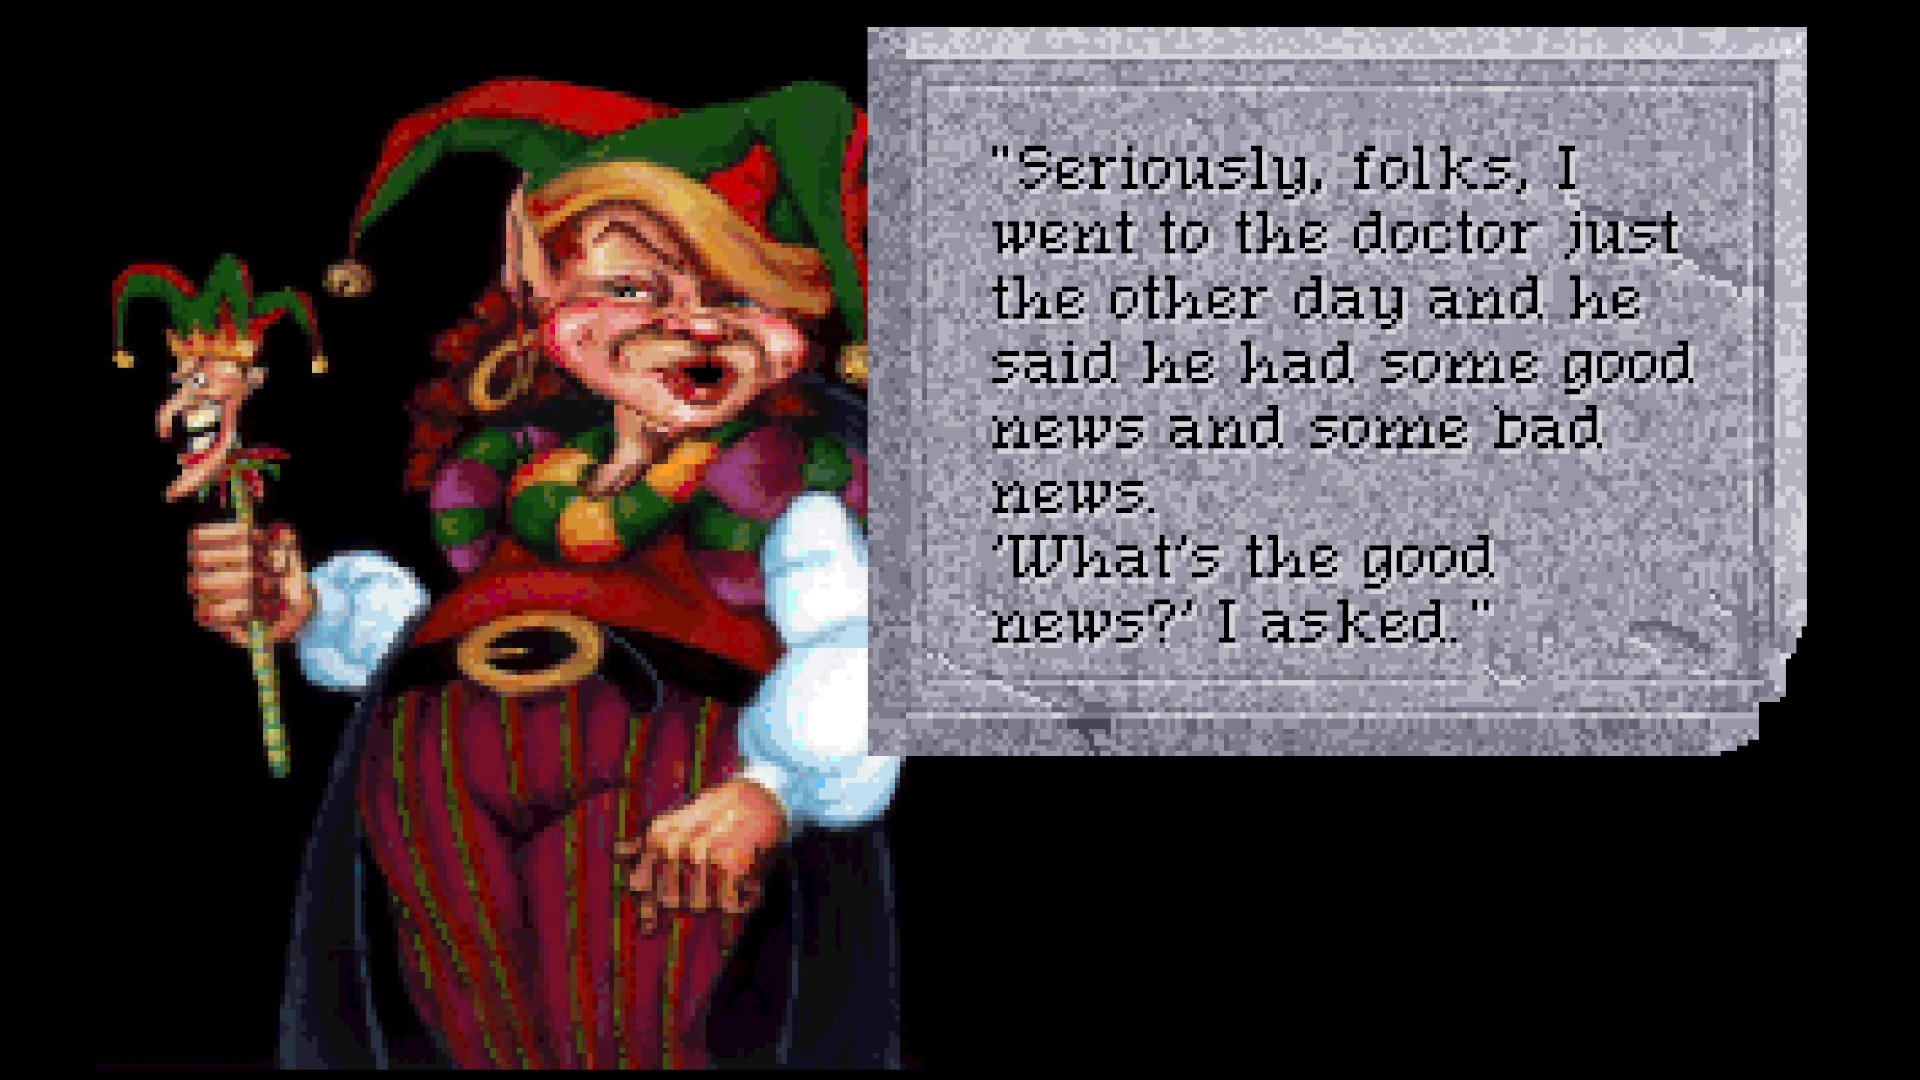 "Seriously, folks, I
went to the doctor just
the other day and he
said he had some good
news and some bad
news.
'What's the good
news?' I asked."